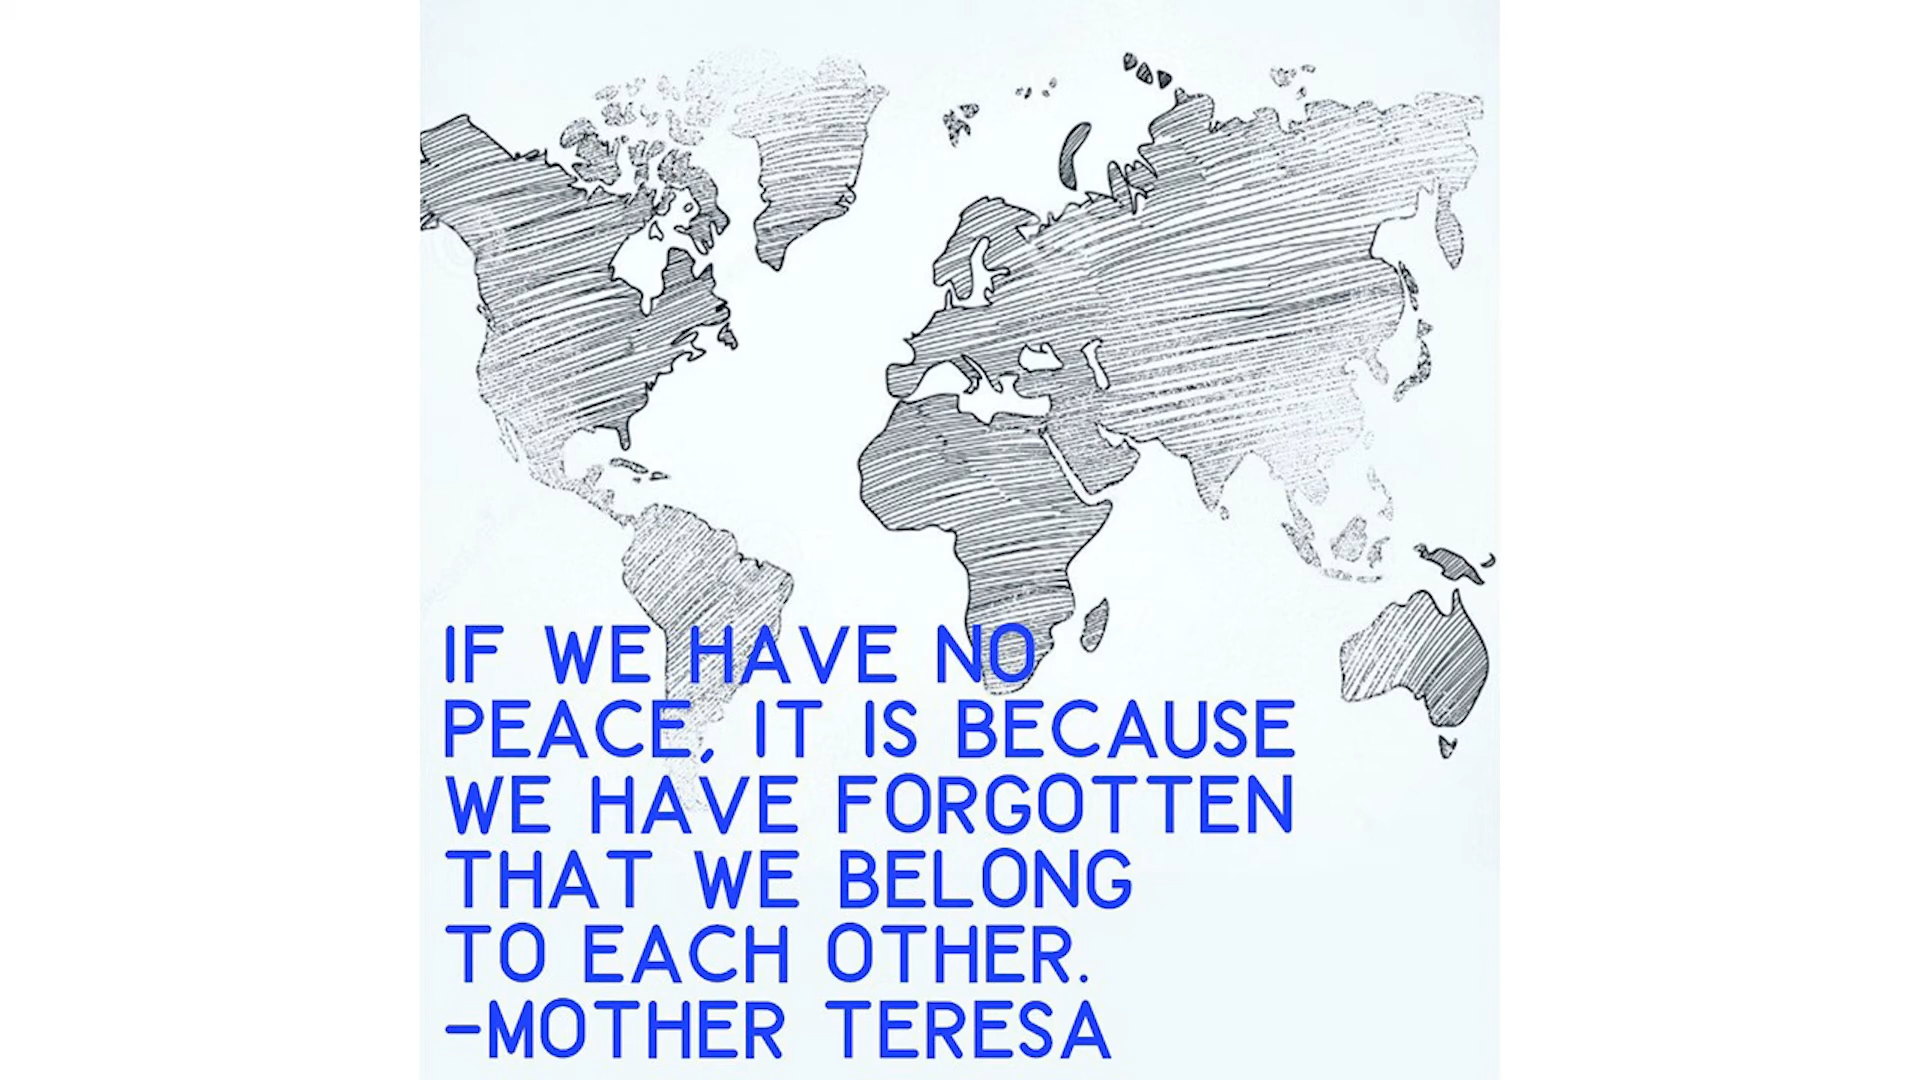 IF WE HAVE NO
PEACE, IT IS BECAUSE
WE HAVE FORGOTTEN
THAT WE BELONG
TO EACH OTHER.
-MOTHER TERESA